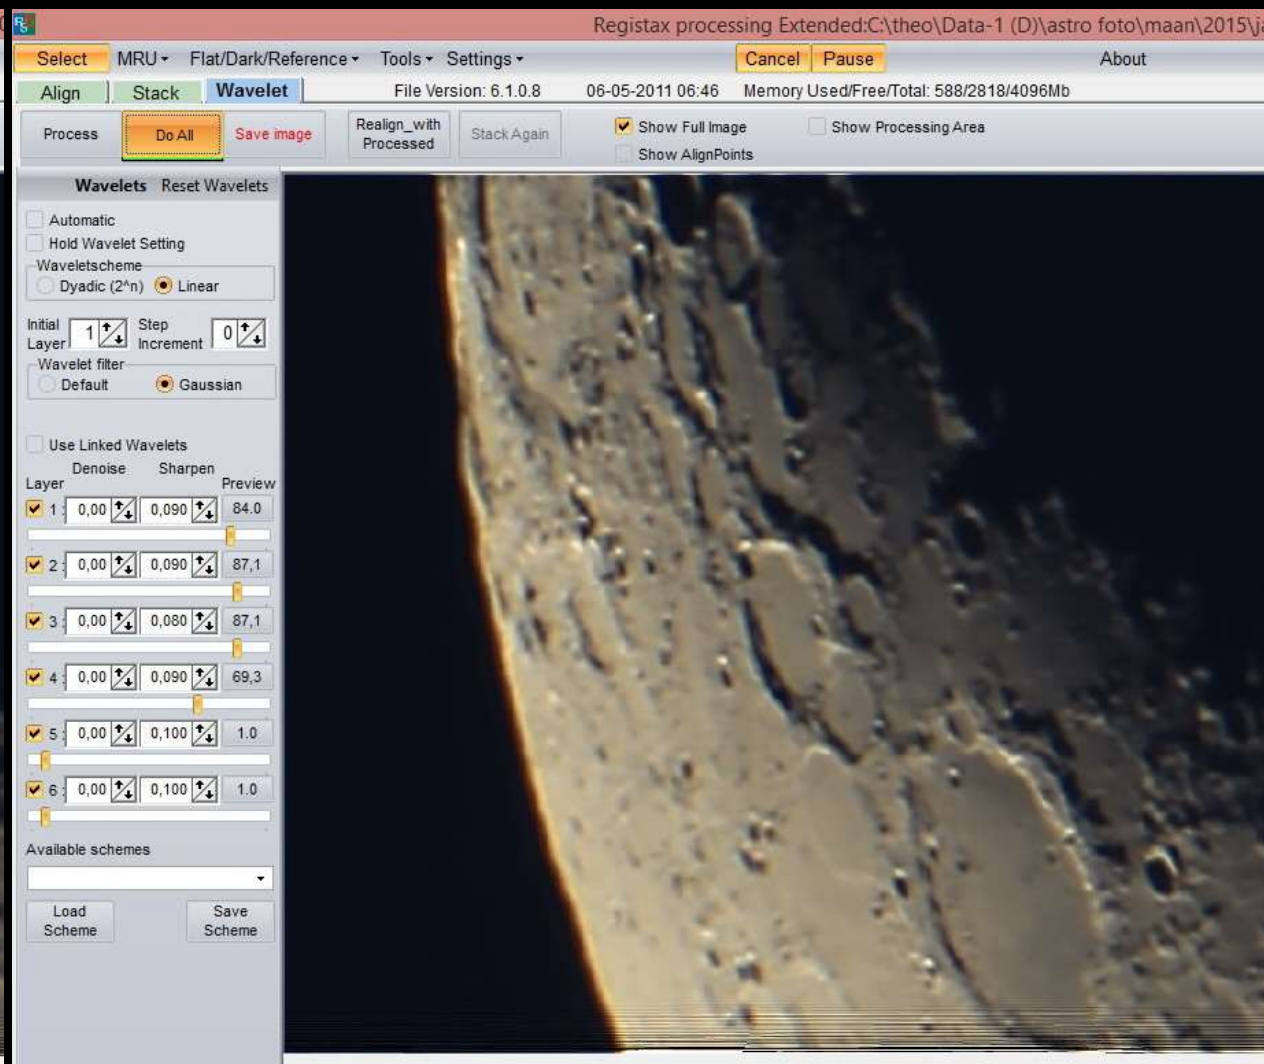 Registax processing Extended:C:\theo\Data-1 (D)\astro foto\maan\2015\ja
Select MRU Flat/Dark/Reference Tools Settings Cancel Pause About
Align Stack Wavelet File Version: 6.1.0.8 06-05-2011 06:46 Memory Used/Free/Total: 588/2818/4096Mb
Process Do All Save image Realign_with Processed Stack Again
Show Full Image Show Processing Area
Show AlignPoints
Wavelets Reset Wavelets
Automatic
Hold Wavelet Setting
Waveletscheme
Dyadic (2^n) Linear
Initial Layer 1 Step Increment 0
Wavelet filter
Default Gaussian
Use Linked Wavelets
Denoise Sharpen
Layer Preview
1 : 0,00 0,090 84.0
2 : 0,00 0,090 87,1
3 : 0,00 0,080 87,1
4 : 0,00 0,090 69,3
5 : 0,00 0,100 1.0
6 : 0,00 0,100 1.0
Available schemes
Load Scheme Save Scheme